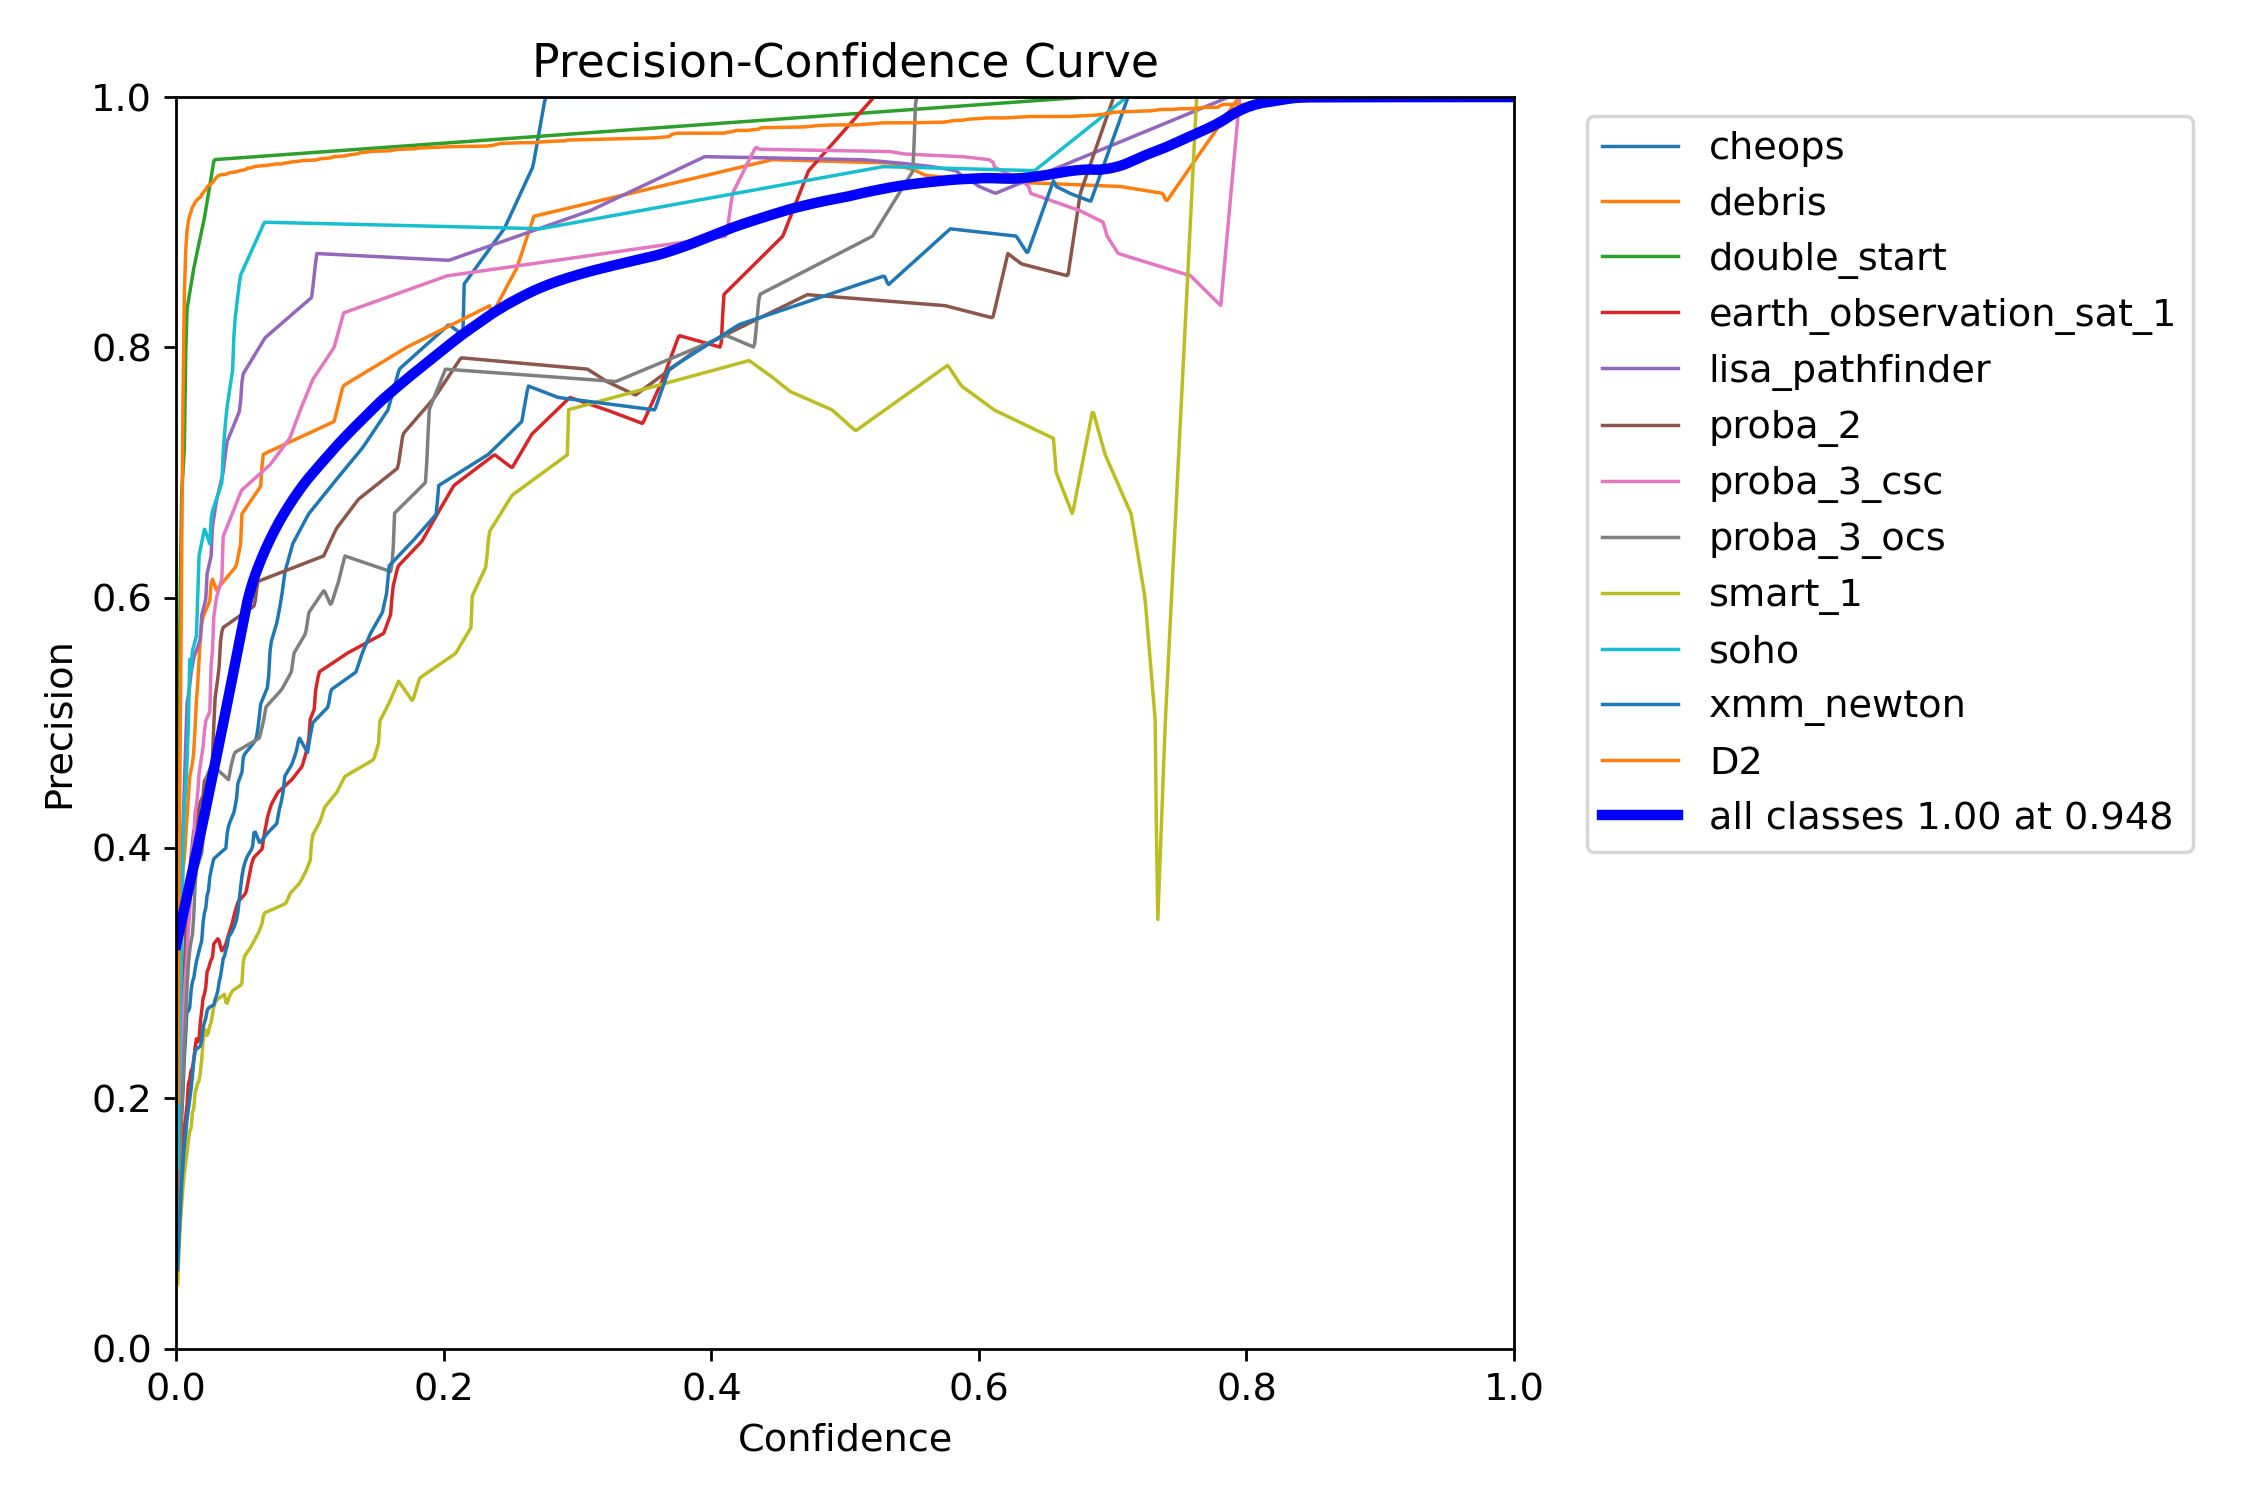 Precision-Confidence Curve
1.0
0.8
0.6
0.4
0.2
0.0
Precision
0.0 0.2 0.4 0.6 0.8 1.0
Confidence
cheops
debris
double_start
earth_observation_sat_1
lisa_pathfinder
proba_2
proba_3_csc
proba_3_ocs
smart_1
soho
xmm_newton
D2
all classes 1.00 at 0.948